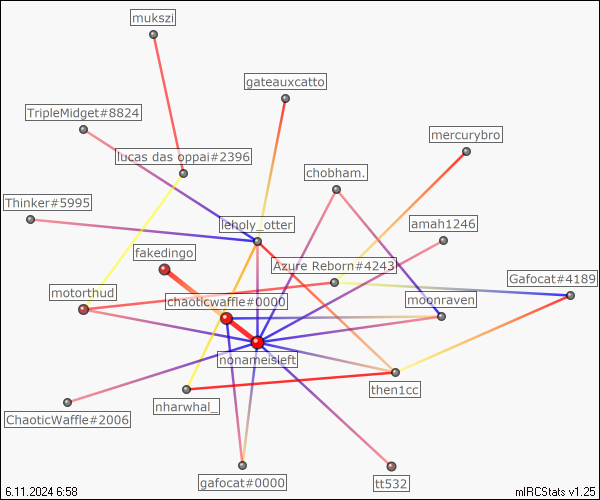 mukszi
gateauxcatto
TripleMidget#8824
mercurybro
lucas das oppai#2396
chobham.
Thinker#5995
leholy_otter
amah1246
fakedingo
Azure Reborn#4243
Gafocat#4189
motorthud
chaoticwaffle#0000
moonraven
nonameisleft
then1cc
nharwhal_
ChaoticWaffle#2006
gafocat#0000
tt532
6.11.2024 6:58
mIRCStats v1.25